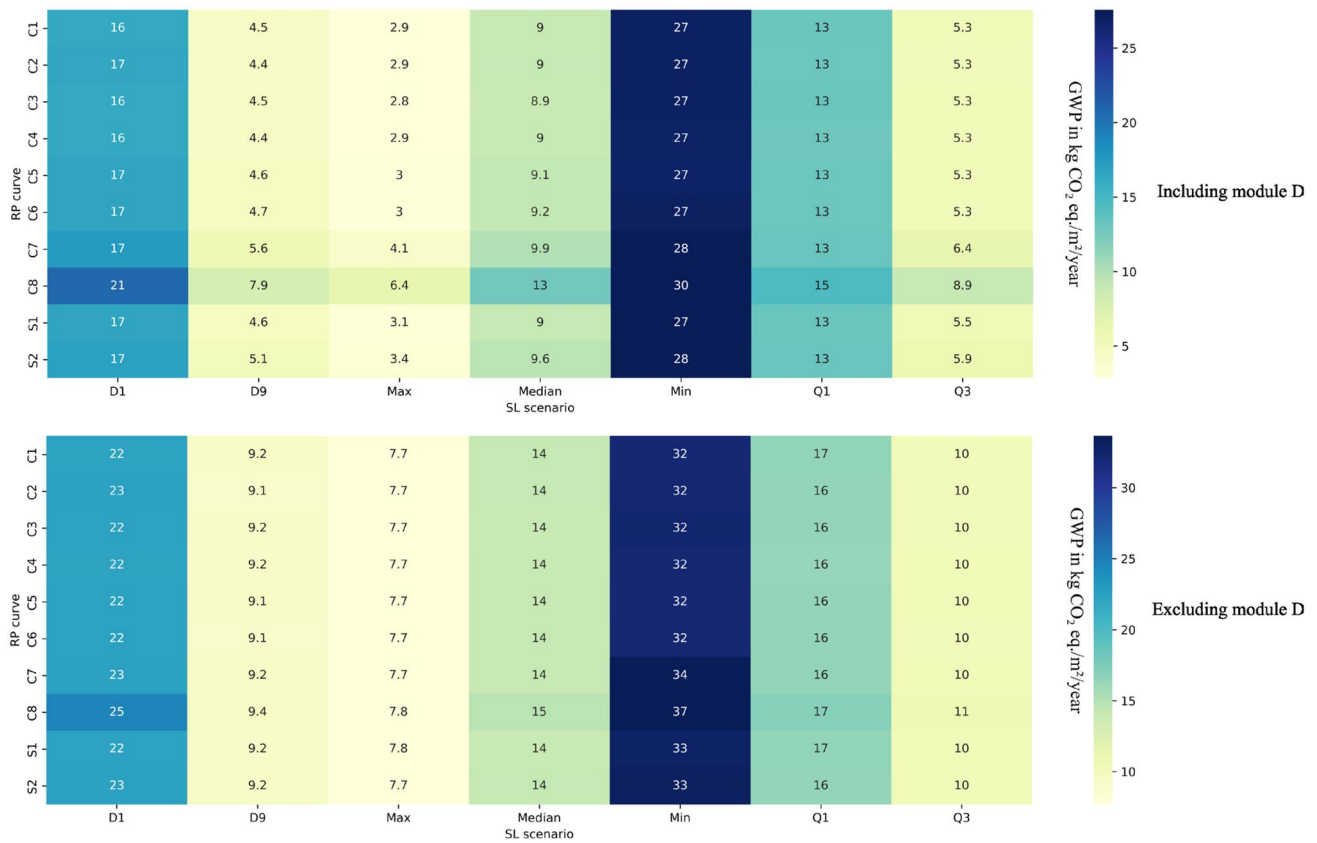 C1 16 4.5 2.9 9 27 13 5.3
C2 17 4.4 2.9 9 27 13 5.3
C3 16 4.5 2.8 8.9 27 13 5.3
C4 16 4.4 2.9 9 27 13 5.3
C5 17 4.6 3 9.1 27 13 5.3
C6 17 4.7 3 9.2 27 13 5.3
C7 17 5.6 4.1 9.9 28 13 6.4
C8 21 7.9 6.4 13 30 15 8.9
S1 17 4.6 3.1 9 27 13 5.5
S2 17 5.1 3.4 9.6 28 13 5.9
RP curve
D1 D9 Max Median Min Q1 Q3
SL scenario
25
20
15
10
5
GWP in kg CO₂ eq./m²/year
Including module D
C1 22 9.2 7.7 14 32 17 10
C2 23 9.1 7.7 14 32 16 10
C3 22 9.2 7.7 14 32 16 10
C4 22 9.2 7.7 14 32 16 10
C5 22 9.1 7.7 14 32 16 10
C6 22 9.1 7.7 14 32 16 10
C7 23 9.2 7.7 14 34 16 10
C8 25 9.4 7.8 15 37 17 11
S1 22 9.2 7.8 14 33 17 10
S2 23 9.2 7.7 14 33 16 10
RP curve
D1 D9 Max Median Min Q1 Q3
SL scenario
30
25
20
15
10
GWP in kg CO₂ eq./m²/year
Excluding module D